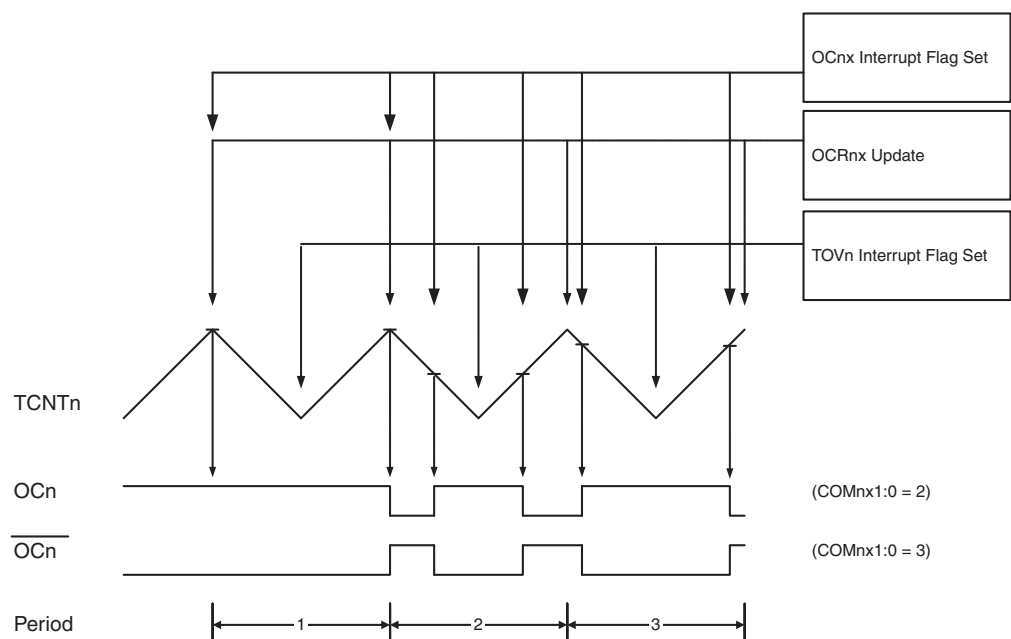 OCnx Interrupt Flag Set
OCRnx Update
TOVn Interrupt Flag Set
TCNTn
OCn (COMnx1:0 = 2)
OCn (COMnx1:0 = 3)
Period 1 2 3